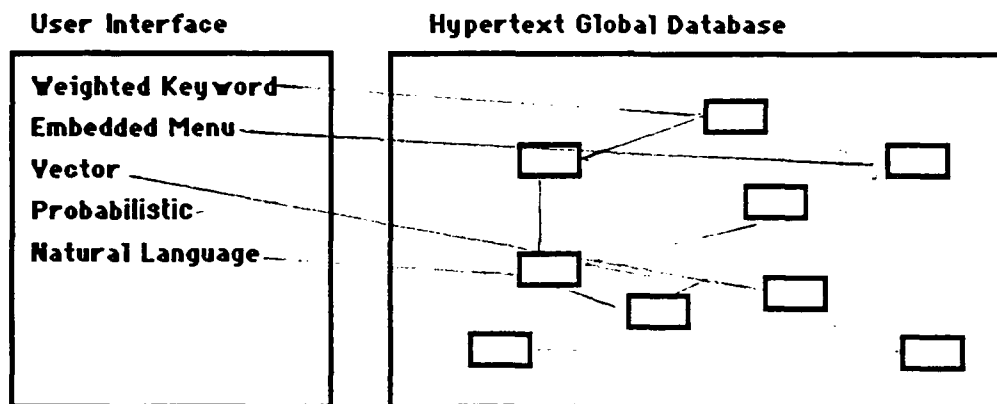 User Interface
Hypertext Global Database
Weighted Keyword
Embedded Menu
Vector
Probabilistic
Natural Language